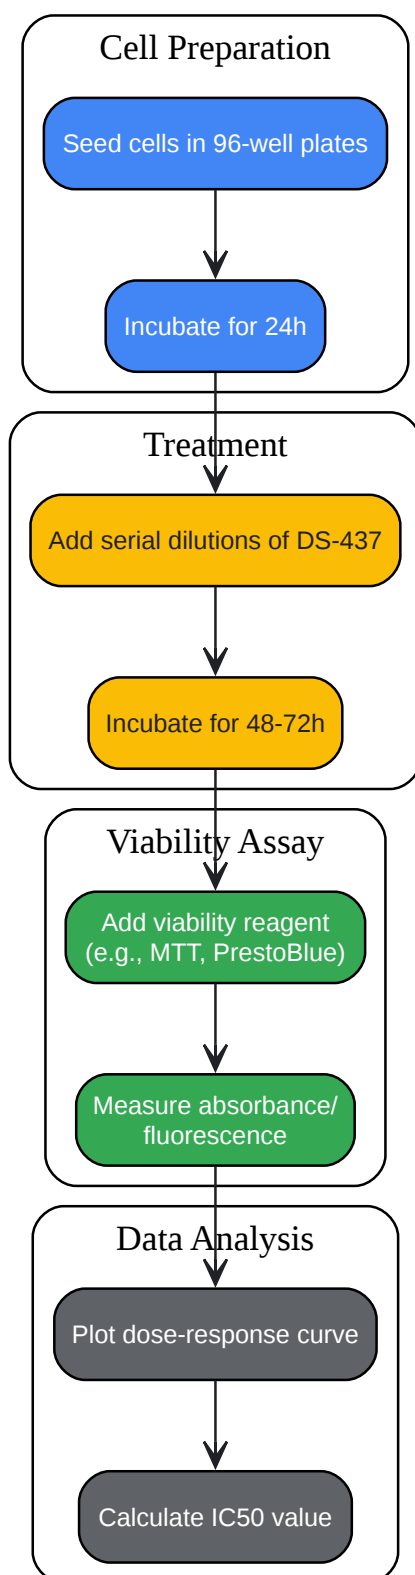 Cell Preparation
Seed cells in 96-well plates
Incubate for 24h
Treatment
Add serial dilutions of DS-437
Incubate for 48-72h
Viability Assay
Add viability reagent
(e.g., MTT, PrestoBlue)
Measure absorbance/
fluorescence
Data Analysis
Plot dose-response curve
Calculate IC50 value